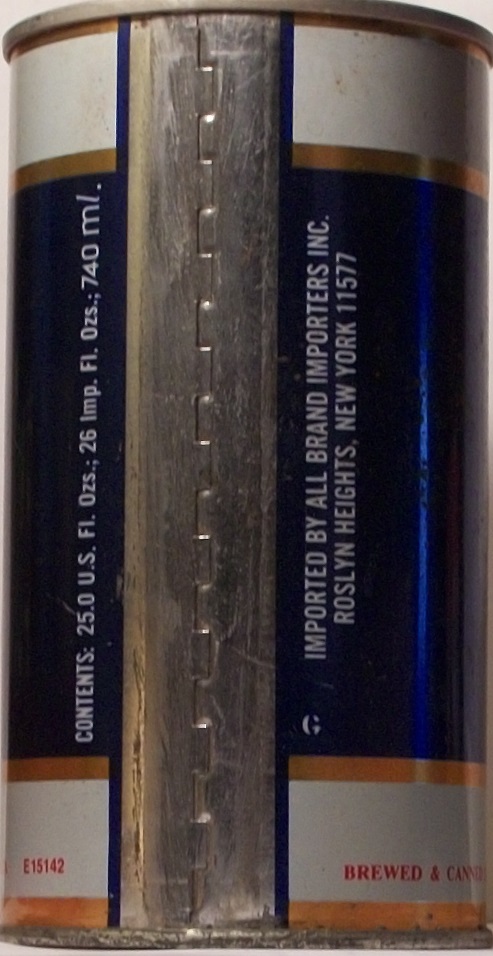 CONTENTS: 25.0 U.S. Fl. Ozs.; 26 Imp. Fl. Ozs.; 740 ml.
IMPORTED BY ALL BRAND IMPORTERS INC.
ROSLYN HEIGHTS, NEW YORK 11577
E15142
BREWED &